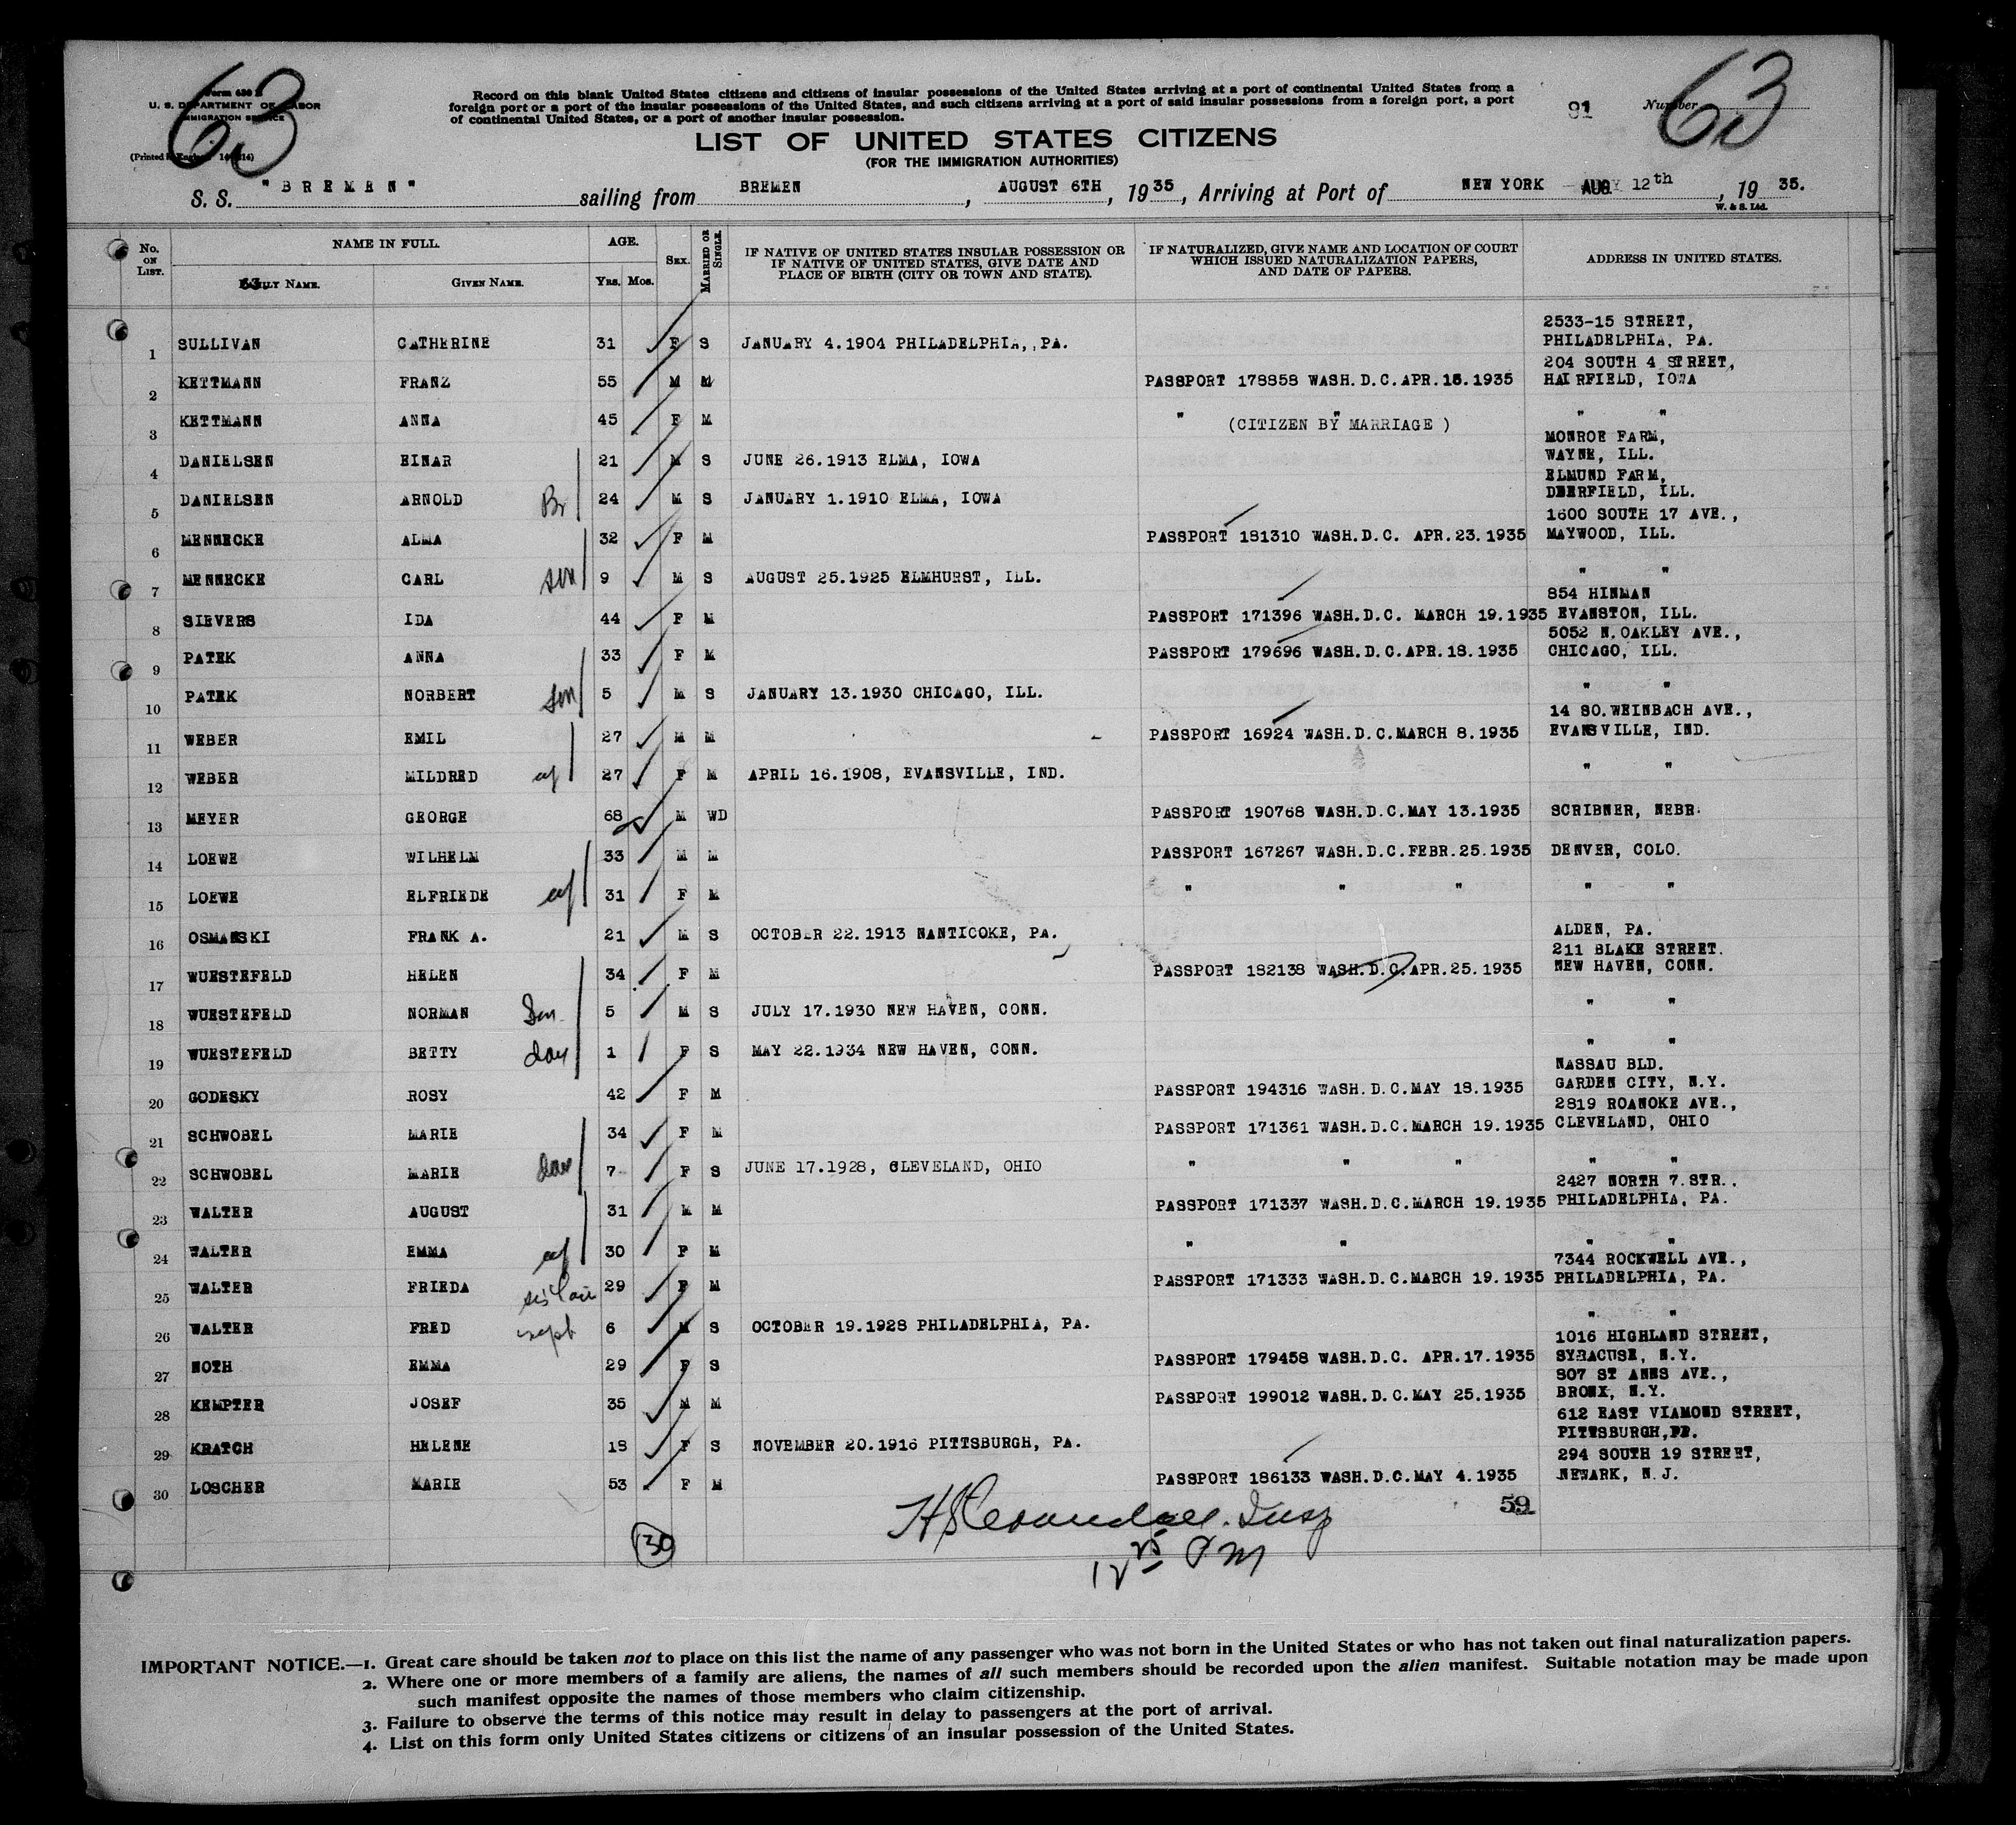 63
Form 630 B
U. S. DEPARTMENT OF LABOR
IMMIGRATION SERVICE
Record on this blank United States citizens and citizens of insular possessions of the United States arriving at a port of continental United States from a
foreign port or a port of the insular possessions of the United States, and such citizens arriving at a port of said insular possessions from a foreign port, a port
of continental United States, or a port of another insular possession.
91 Number 63
LIST OF UNITED STATES CITIZENS
(FOR THE IMMIGRATION AUTHORITIES)
S. S. "BREMEN" sailing from BREMEN, AUGUST 6TH, 1935, Arriving at Port of NEW YORK AUG 12th, 1935.
W. & S. Ltd.
No. ON LIST. NAME IN FULL. AGE. SEX. MARRIED OR SINGLE. IF NATIVE OF UNITED STATES INSULAR POSSESSION OR IF NATIVE OF UNITED STATES, GIVE DATE AND PLACE OF BIRTH (CITY OR TOWN AND STATE). IF NATURALIZED, GIVE NAME AND LOCATION OF COURT WHICH ISSUED NATURALIZATION PAPERS, AND DATE OF PAPERS. ADDRESS IN UNITED STATES.
63 FAMILY NAME. GIVEN NAME. YRS. MOS.
1 SULLIVAN CATHERINE 31 F S JANUARY 4.1904 PHILADELPHIA, PA. 2533-15 STREET, PHILADELPHIA, PA.
2 KETTMANN FRANZ 55 M M PASSPORT 178858 WASH.D.C.APR.15.1935 204 SOUTH 4 STREET, HAIRFIELD, IOWA
3 KETTMANN ANNA 45 F M " " (CITIZEN BY MARRIAGE ) " "
4 DANIELSEN EINAR 21 M S JUNE 26.1913 ELMA, IOWA MONROE FARM, WAYNE, ILL.
5 DANIELSEN ARNOLD Br 24 M S JANUARY 1.1910 ELMA, IOWA ELMUND FARM, DEERFIELD, ILL.
6 MENNECKE ALMA 32 F M PASSPORT 181310 WASH.D.C. APR.23.1935 1600 SOUTH 17 AVE., MAYWOOD, ILL.
7 MENNECKE CARL son 9 M S AUGUST 25.1925 ELMHURST, ILL. " "
8 SIEVERS IDA 44 F M PASSPORT 171396 WASH.D.C. MARCH 19.1935 854 HINMAN EVANSTON, ILL.
9 PATEK ANNA 33 F M PASSPORT 179696 WASH.D.C.APR.18.1935 5052 N.OAKLEY AVE., CHICAGO, ILL.
10 PATEK NORBERT son 5 M S JANUARY 13.1930 CHICAGO, ILL. " "
11 WEBER EMIL 27 M M PASSPORT 16924 WASH.D.C.MARCH 8.1935 14 SO.WEINBACH AVE., EVANSVILLE, IND.
12 WEBER MILDRED wf 27 F M APRIL 16.1908, EVANSVILLE, IND. " "
13 MEYER GEORGE 68 M WD PASSPORT 190768 WASH.D.C.MAY 13.1935 SCRIBNER, NEBR.
14 LOEWE WILHELM 33 M M PASSPORT 167267 WASH.D.C.FEBR.25.1935 DENVER, COLO.
15 LOEWE ELFRIEDE wf 31 F M " " " " "
16 OSMANSKI FRANK A. 21 M S OCTOBER 22.1913 NANTICOKE, PA. ALDEN, PA.
17 WUESTEFELD HELEN 34 F M PASSPORT 182138 WASH.D.C.APR.25.1935 211 BLAKE STREET. NEW HAVEN, CONN.
18 WUESTEFELD NORMAN Son 5 M S JULY 17.1930 NEW HAVEN, CONN. " "
19 WUESTEFELD BETTY dau 1 F S MAY 22.1934 NEW HAVEN, CONN. " "
20 GODESKY ROSY 42 F M PASSPORT 194316 WASH.D.C.MAY 18.1935 NASSAU BLD. GARDEN CITY, N.Y.
21 SCHWOBEL MARIE 34 F M PASSPORT 171361 WASH.D.C.MARCH 19.1935 2819 ROANOKE AVE., CLEVELAND, OHIO
22 SCHWOBEL MARIE dau 7 F S JUNE 17.1928, CLEVELAND, OHIO " " " " "
23 WALTER AUGUST 31 M M PASSPORT 171337 WASH.D.C.MARCH 19.1935 2427 NORTH 7.STR.. PHILADELPHIA, PA.
24 WALTER EMMA wf 30 F M " " " "
25 WALTER FRIEDA 29 F M PASSPORT 171333 WASH.D.C.MARCH 19.1935 7344 ROCKWELL AVE., PHILADELPHIA, PA.
26 WALTER FRED neph 6 M S OCTOBER 19.1928 PHILADELPHIA, PA. " "
27 NOTH EMMA 29 F S PASSPORT 179458 WASH.D.C. APR.17.1935 1016 HIGHLAND STREET, SYRACUSE, N.Y.
28 KEMPTER JOSEF 35 M M PASSPORT 199012 WASH.D.C.MAY 25.1935 807 ST ANNS AVE., BRONX, N.Y.
29 KRATCH HELENE 18 F S NOVEMBER 20.1916 PITTSBURGH, PA. 612 EAST VIAMOND STREET, PITTSBURGH,
30 LOSCHER MARIE 53 F M PASSPORT 186133 WASH.D.C.MAY 4.1935 294 SOUTH 19 STREET, NEWARK, N.J.
59
30
Insp
12 25 PM
IMPORTANT NOTICE.—1. Great care should be taken not to place on this list the name of any passenger who was not born in the United States or who has not taken out final naturalization papers.
2. Where one or more members of a family are aliens, the names of all such members should be recorded upon the alien manifest. Suitable notation may be made upon
such manifest opposite the names of those members who claim citizenship.
3. Failure to observe the terms of this notice may result in delay to passengers at the port of arrival.
4. List on this form only United States citizens or citizens of an insular possession of the United States.